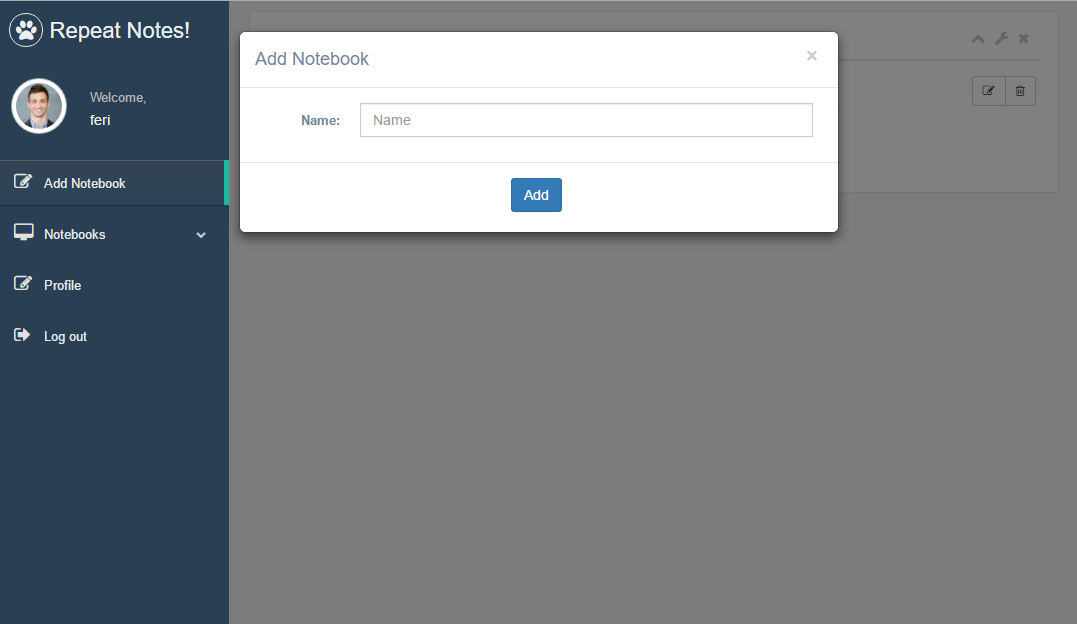 Repeat Notes!
Welcome,
feri
Add Notebook
Notebooks
Profile
Log out
Add Notebook
×
Name:
Name
Add